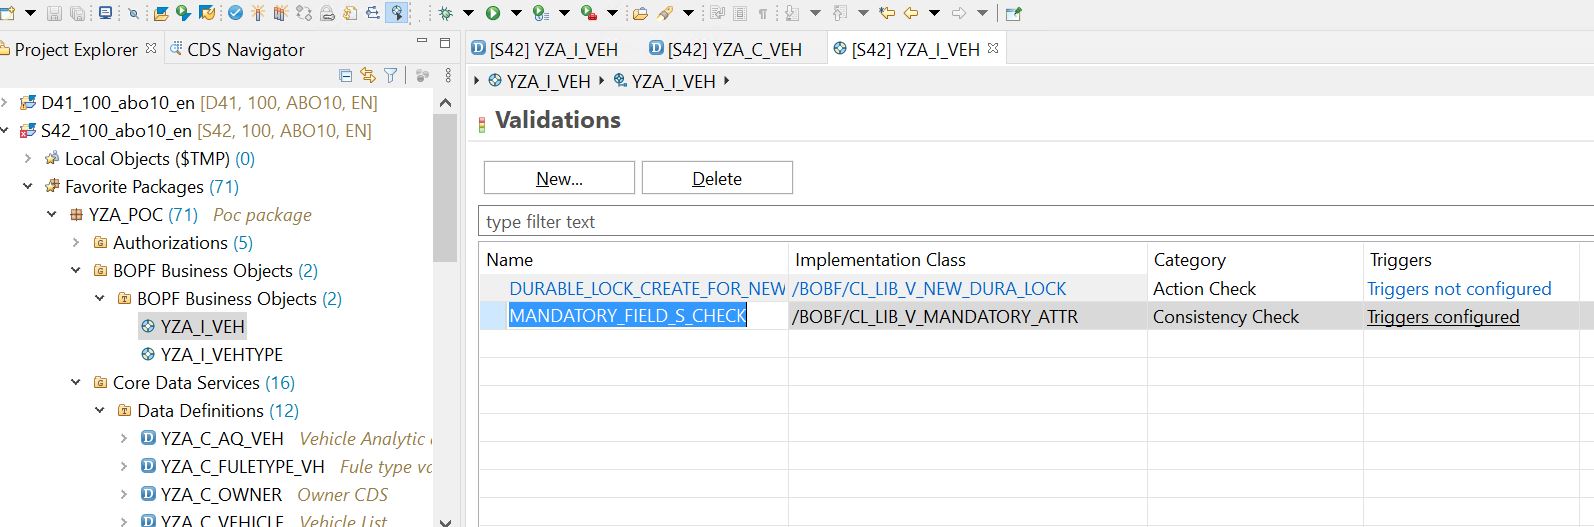 Project Explorer
CDS Navigator
D41_100_abo10_en [D41, 100, ABO10, EN]
S42_100_abo10_en [S42, 100, ABO10, EN]
Local Objects ($TMP) (0)
Favorite Packages (71)
YZA_POC (71) Poc package
Authorizations (5)
BOPF Business Objects (2)
BOPF Business Objects (2)
YZA_I_VEH
YZA_I_VEHTYPE
Core Data Services (16)
Data Definitions (12)
YZA_C_AQ_VEH Vehicle Analytic
YZA_C_FULETYPE_VH Fule type
YZA_C_OWNER Owner CDS
YZA_C_VEHICLE Vehicle List
[S42] YZA_I_VEH
[S42] YZA_C_VEH
[S42] YZA_I_VEH
YZA_I_VEH
YZA_I_VEH
Validations
New...
Delete
type filter text
Name Implementation Class Category Triggers
DURABLE_LOCK_CREATE_FOR_NEW /BOBF/CL_LIB_V_NEW_DURA_LOCK Action Check Triggers not configured
MANDATORY_FIELD_S_CHECK /BOBF/CL_LIB_V_MANDATORY_ATTR Consistency Check Triggers configured